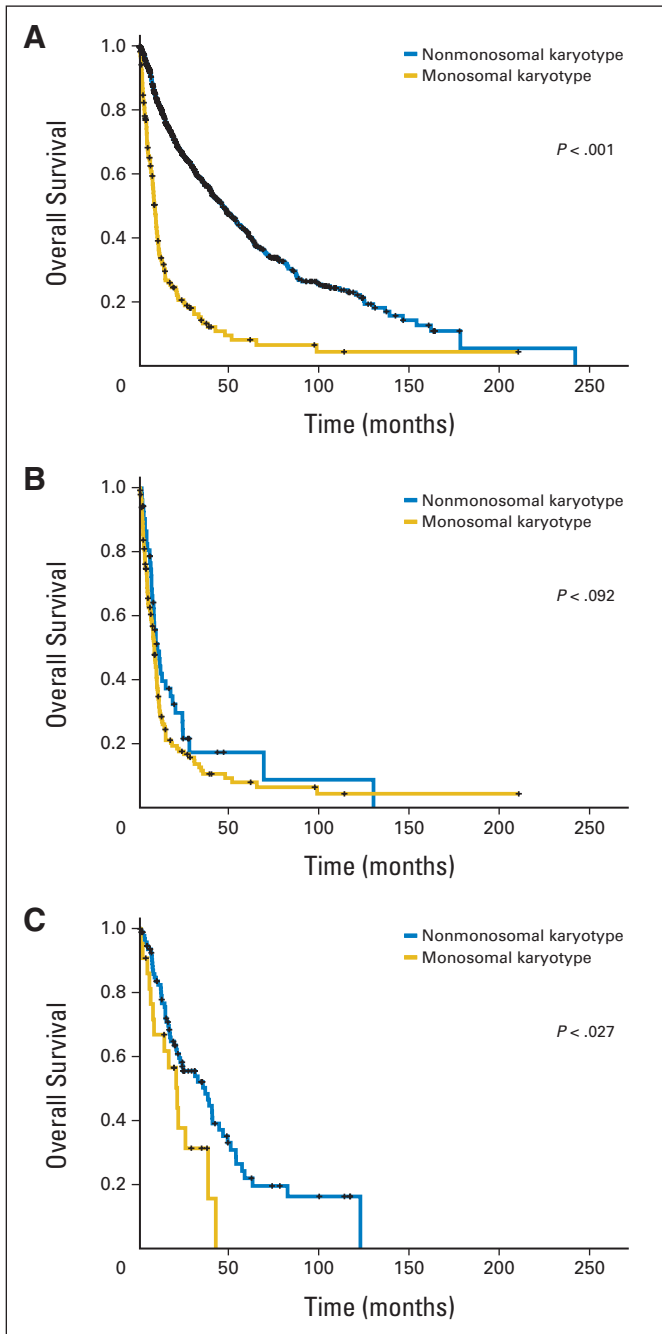 A
Nonmonosomal karyotype
Monosomal karyotype
P < .001
Overall Survival
1.0
0.8
0.6
0.4
0.2
0 50 100 150 200 250
Time (months)
B
Nonmonosomal karyotype
Monosomal karyotype
P < .092
Overall Survival
1.0
0.8
0.6
0.4
0.2
0 50 100 150 200 250
Time (months)
C
Nonmonosomal karyotype
Monosomal karyotype
P < .027
Overall Survival
1.0
0.8
0.6
0.4
0.2
0 50 100 150 200 250
Time (months)